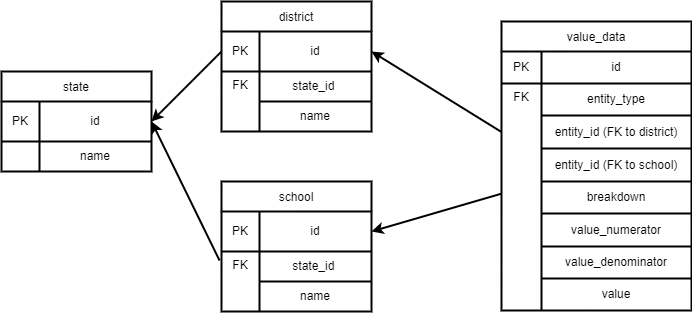 state
PK
id
name
district
PK
id
FK
state_id
name
school
PK
id
FK
state_id
name
value_data
PK
id
FK
entity_type
entity_id (FK to district)
entity_id (FK to school)
breakdown
value_numerator
value_denominator
value